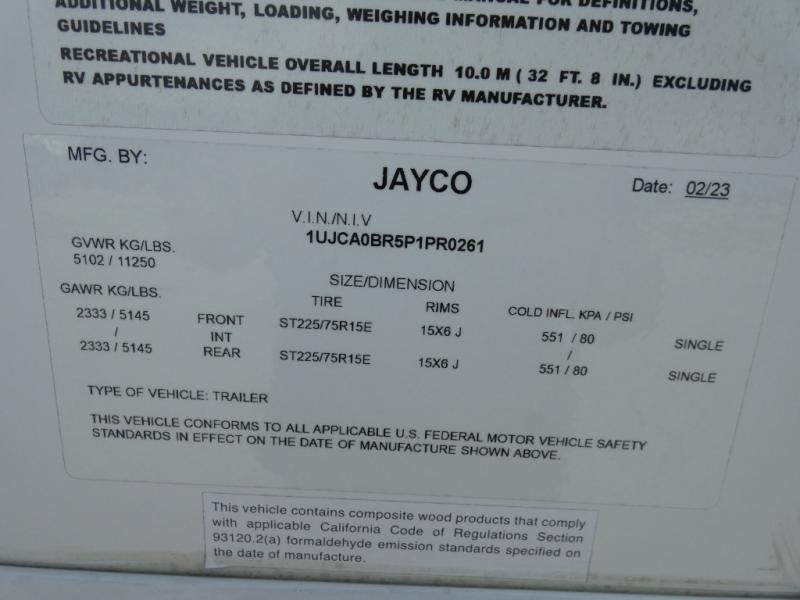 MANUAL FOR DEFINITIONS,
ADDITIONAL WEIGHT, LOADING, WEIGHING INFORMATION AND TOWING
GUIDELINES
RECREATIONAL VEHICLE OVERALL LENGTH 10.0 M ( 32 FT. 8 IN.) EXCLUDING
RV APPURTENANCES AS DEFINED BY THE RV MANUFACTURER.
MFG. BY: JAYCO Date: 02/23
V.I.N./N.I.V
1UJCA0BR5P1PR0261
GVWR KG/LBS.
5102 / 11250
SIZE/DIMENSION
GAWR KG/LBS. TIRE RIMS COLD INFL. KPA / PSI
2333 / 5145 FRONT ST225/75R15E 15X6 J 551 / 80 SINGLE
/ INT /
2333 / 5145 REAR ST225/75R15E 15X6 J 551 / 80 SINGLE
TYPE OF VEHICLE: TRAILER
THIS VEHICLE CONFORMS TO ALL APPLICABLE U.S. FEDERAL MOTOR VEHICLE SAFETY
STANDARDS IN EFFECT ON THE DATE OF MANUFACTURE SHOWN ABOVE.
This vehicle contains composite wood products that comply
with applicable California Code of Regulations Section
93120.2(a) formaldehyde emission standards specified on
the date of manufacture.